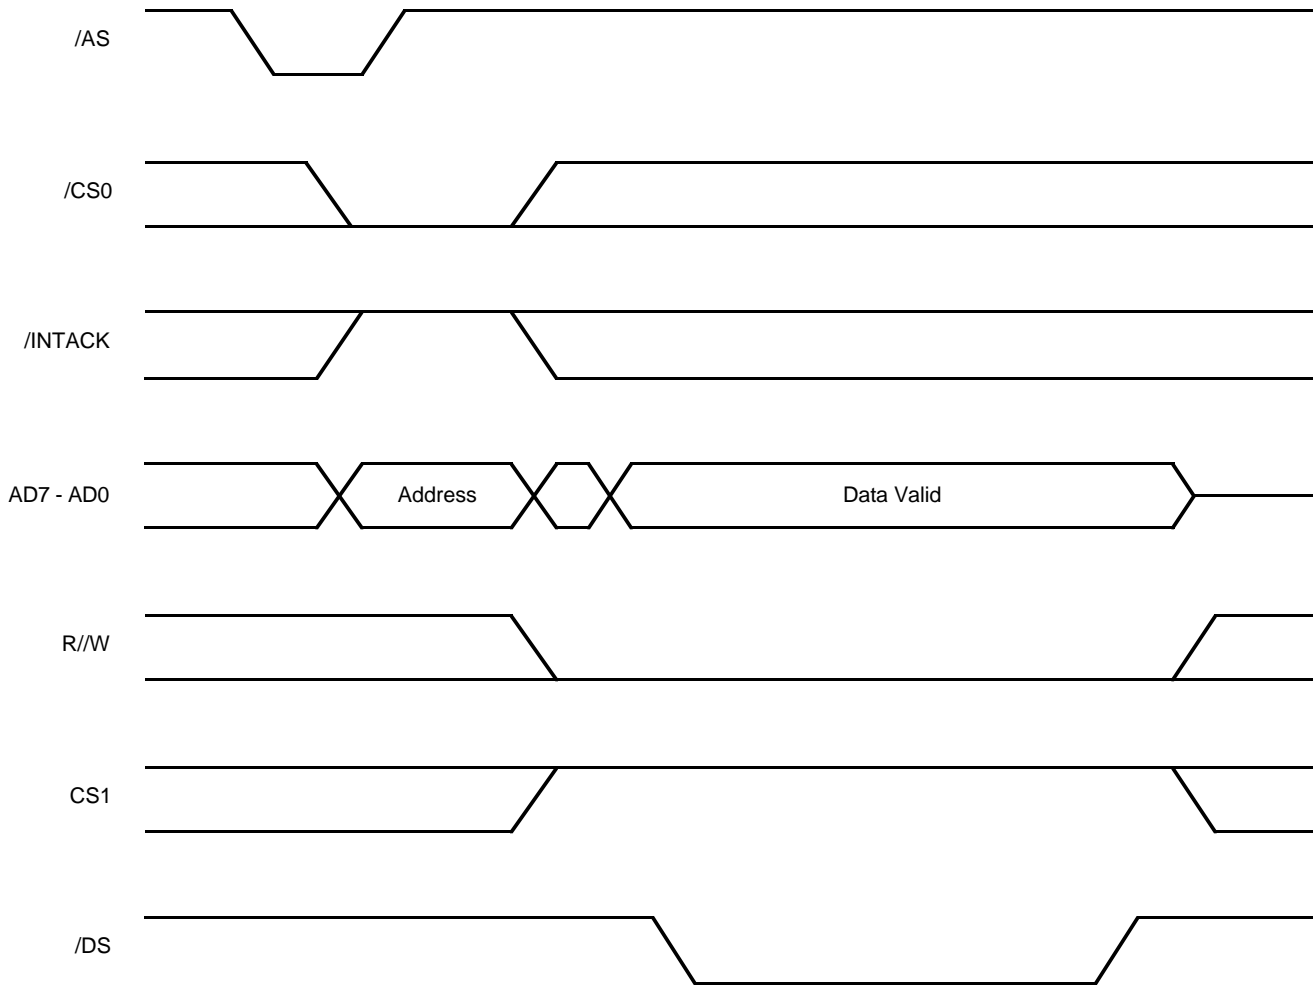 /AS
/CS0
/INTACK
AD7 - AD0
Address
Data Valid
R//W
CS1
/DS